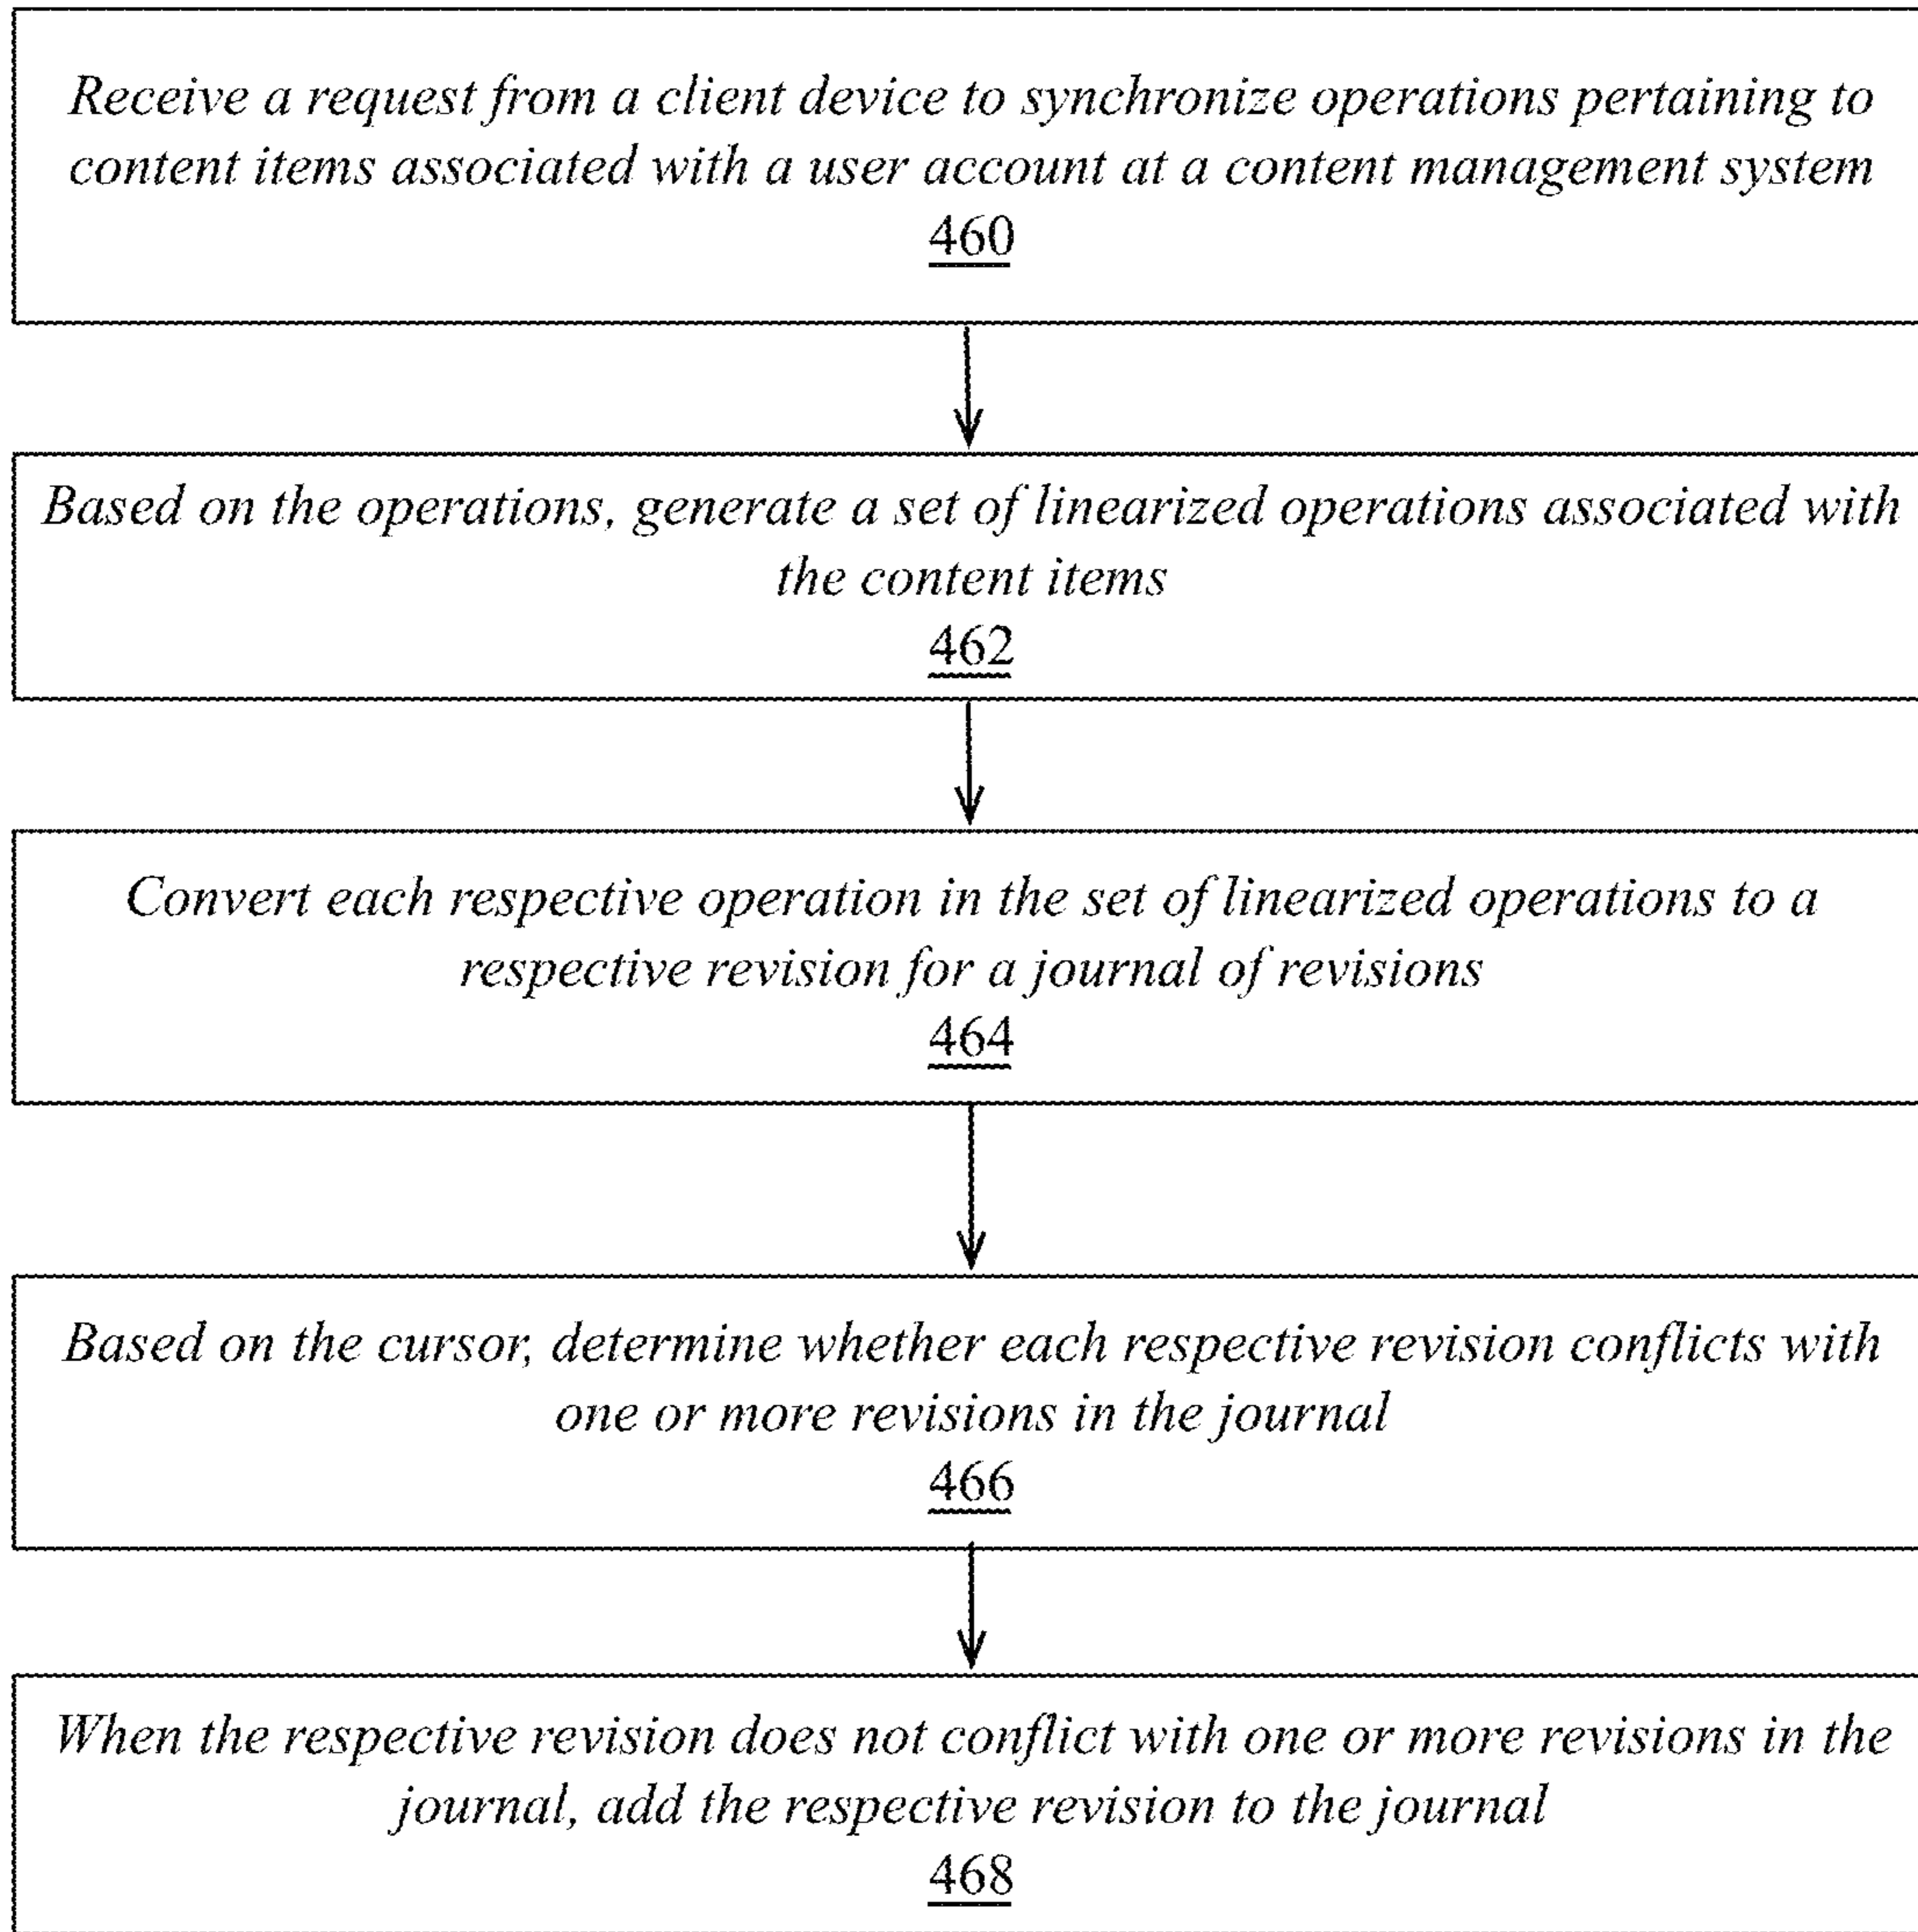 Receive a request from a client device to synchronize operations pertaining to
content items associated with a user account at a content management system
460
Based on the operations, generate a set of linearized operations associated with
the content items
462
Convert each respective operation in the set of linearized operations to a
respective revision for a journal of revisions
464
Based on the cursor, determine whether each respective revision conflicts with
one or more revisions in the journal
466
When the respective revision does not conflict with one or more revisions in the
journal, add the respective revision to the journal
468